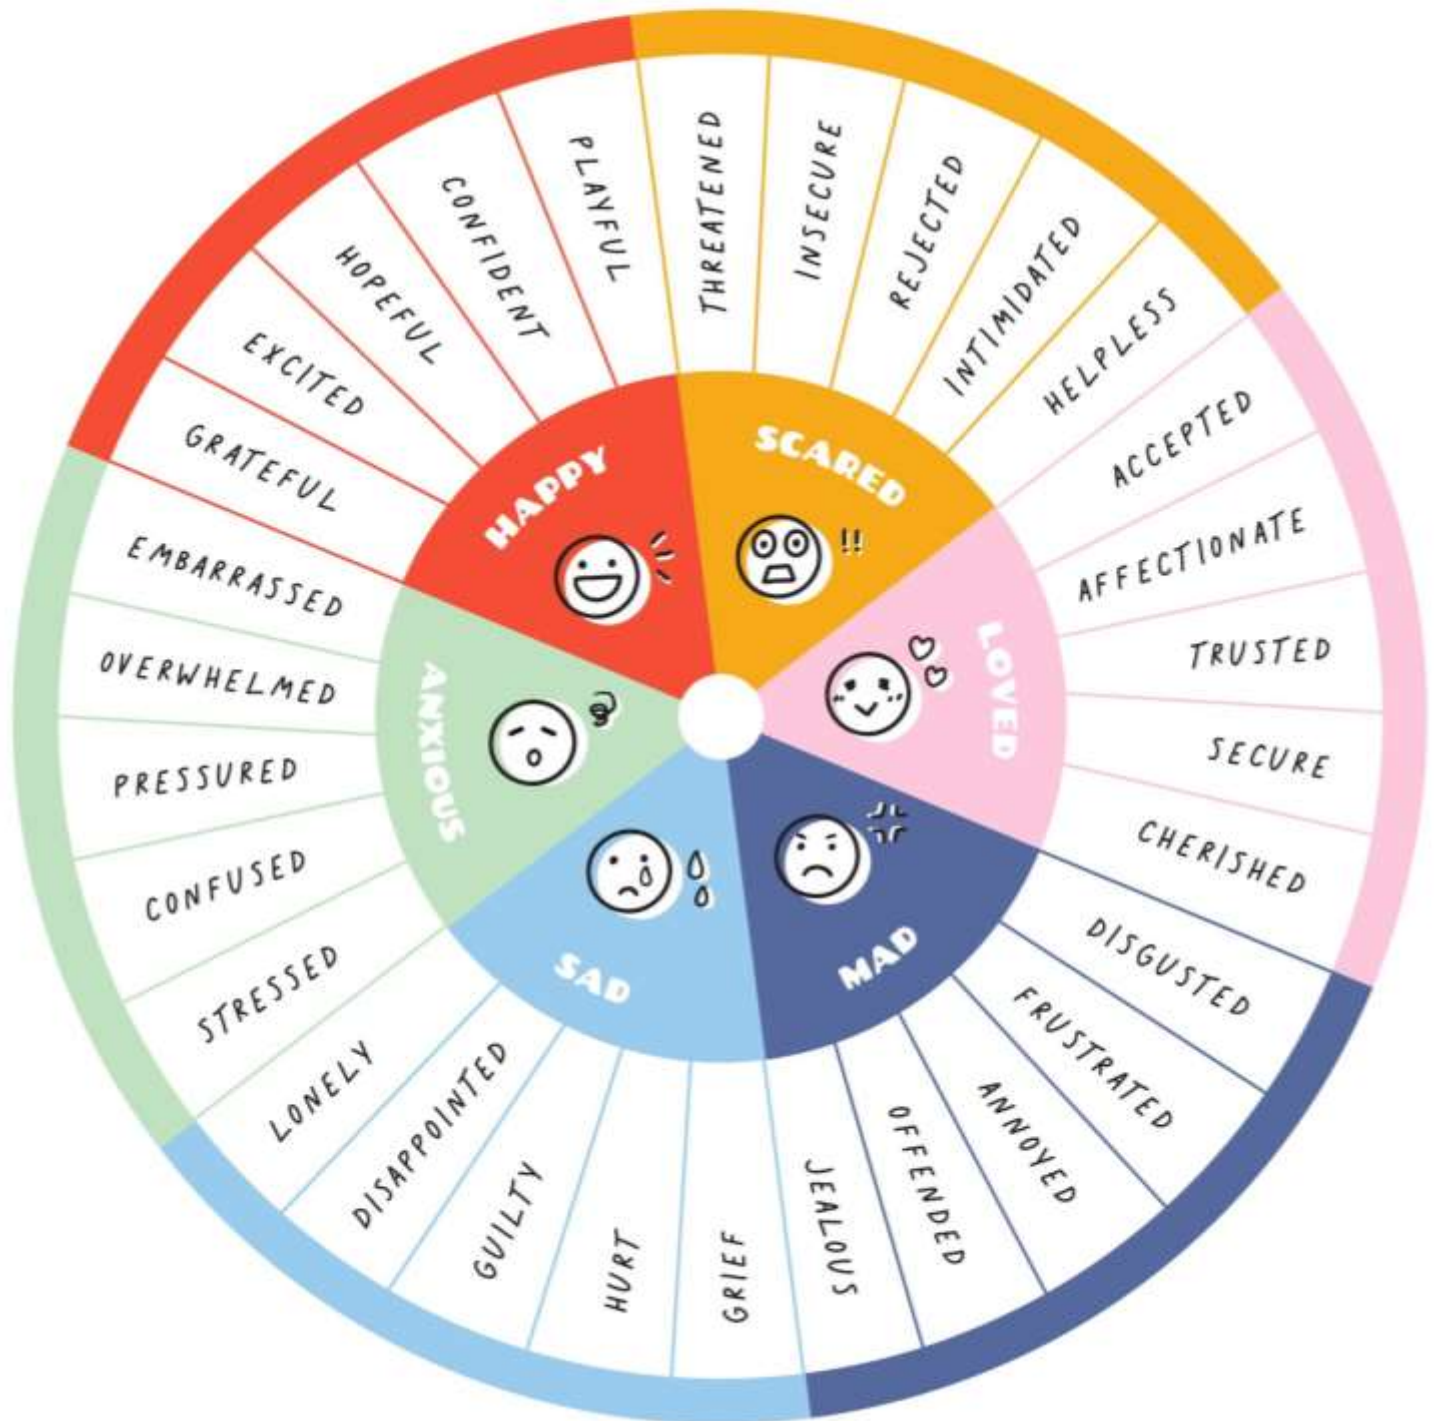 HAPPY
GRATEFUL
EXCITED
HOPEFUL
CONFIDENT
PLAYFUL
SCARED
THREATENED
INSECURE
REJECTED
INTIMIDATED
HELPLESS
LOVED
ACCEPTED
AFFECTIONATE
TRUSTED
SECURE
CHERISHED
MAD
DISGUSTED
FRUSTRATED
ANNOYED
OFFENDED
JEALOUS
SAD
GRIEF
HURT
GUILTY
DISAPPOINTED
LONELY
ANXIOUS
STRESSED
CONFUSED
PRESSURED
OVERWHELMED
EMBARRASSED
!!